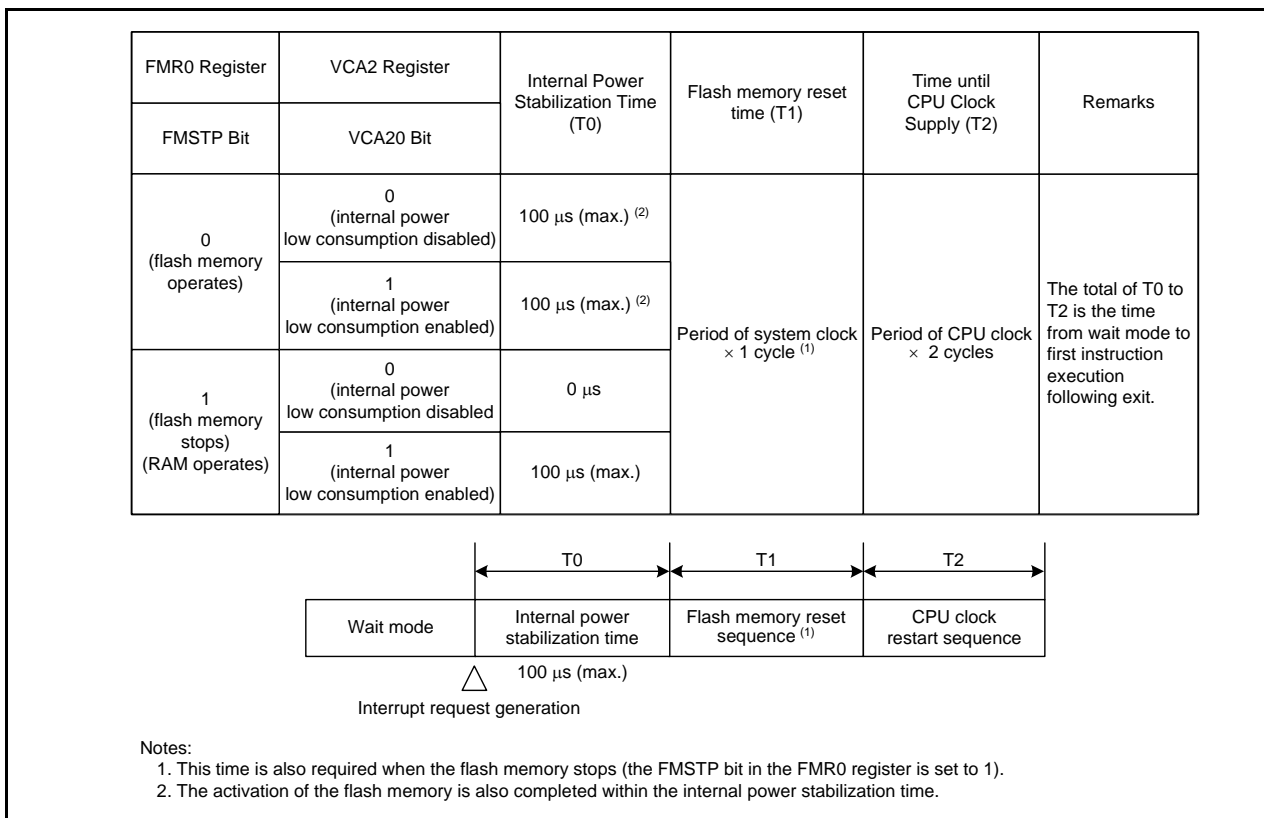 FMR0 Register
VCA2 Register
Internal Power
Stabilization Time
(T0)
Flash memory reset
time (T1)
Time until
CPU Clock
Supply (T2)
Remarks
FMSTP Bit
VCA20 Bit
0
(flash memory
operates)
0
(internal power
low consumption disabled)
100 μs (max.) (2)
1
(internal power
low consumption enabled)
100 μs (max.) (2)
1
(flash memory
stops)
(RAM operates)
0
(internal power
low consumption disabled
0 μs
1
(internal power
low consumption enabled)
100 μs (max.)
Period of system clock
× 1 cycle (1)
Period of CPU clock
× 2 cycles
The total of T0 to
T2 is the time
from wait mode to
first instruction
execution
following exit.
T0
T1
T2
Wait mode
Internal power
stabilization time
Flash memory reset
sequence (1)
CPU clock
restart sequence
100 μs (max.)
Interrupt request generation
Notes:
1. This time is also required when the flash memory stops (the FMSTP bit in the FMR0 register is set to 1).
2. The activation of the flash memory is also completed within the internal power stabilization time.